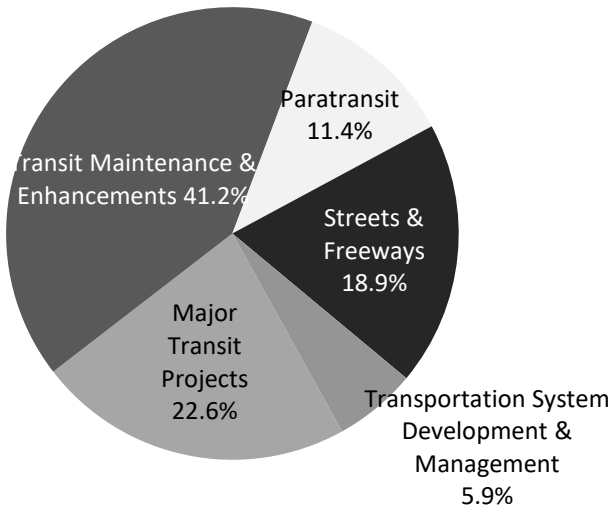 Paratransit
11.4%
Transit Maintenance &
Enhancements 41.2%
Streets &
Freeways
18.9%
Major
Transit
Projects
22.6%
Transportation System
Development &
Management
5.9%